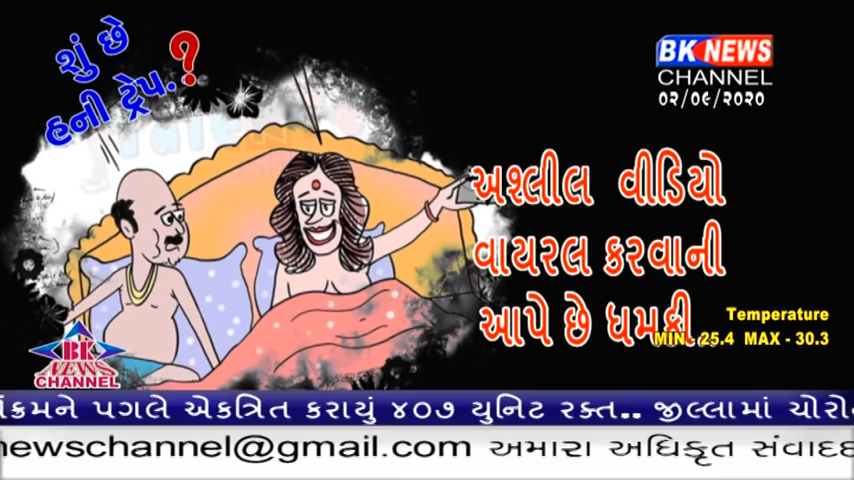 શું છે
હની ટ્રેપ..?
BK NEWS
CHANNEL
૦૨/૦૯/૨૦૨૦
અશ્લીલ વીડિયો
વાયરલ કરવાની
આપે છે ધમકી
Temperature
MIN - 25.4 MAX - 30.3
BK
NEWS
CHANNEL
ક્રમને પગલે એકત્રિત કરાયું ૪૦૭ યુનિટ રક્ત.. જીલ્લામાં
newschannel@gmail.com અમારા અધિકૃત